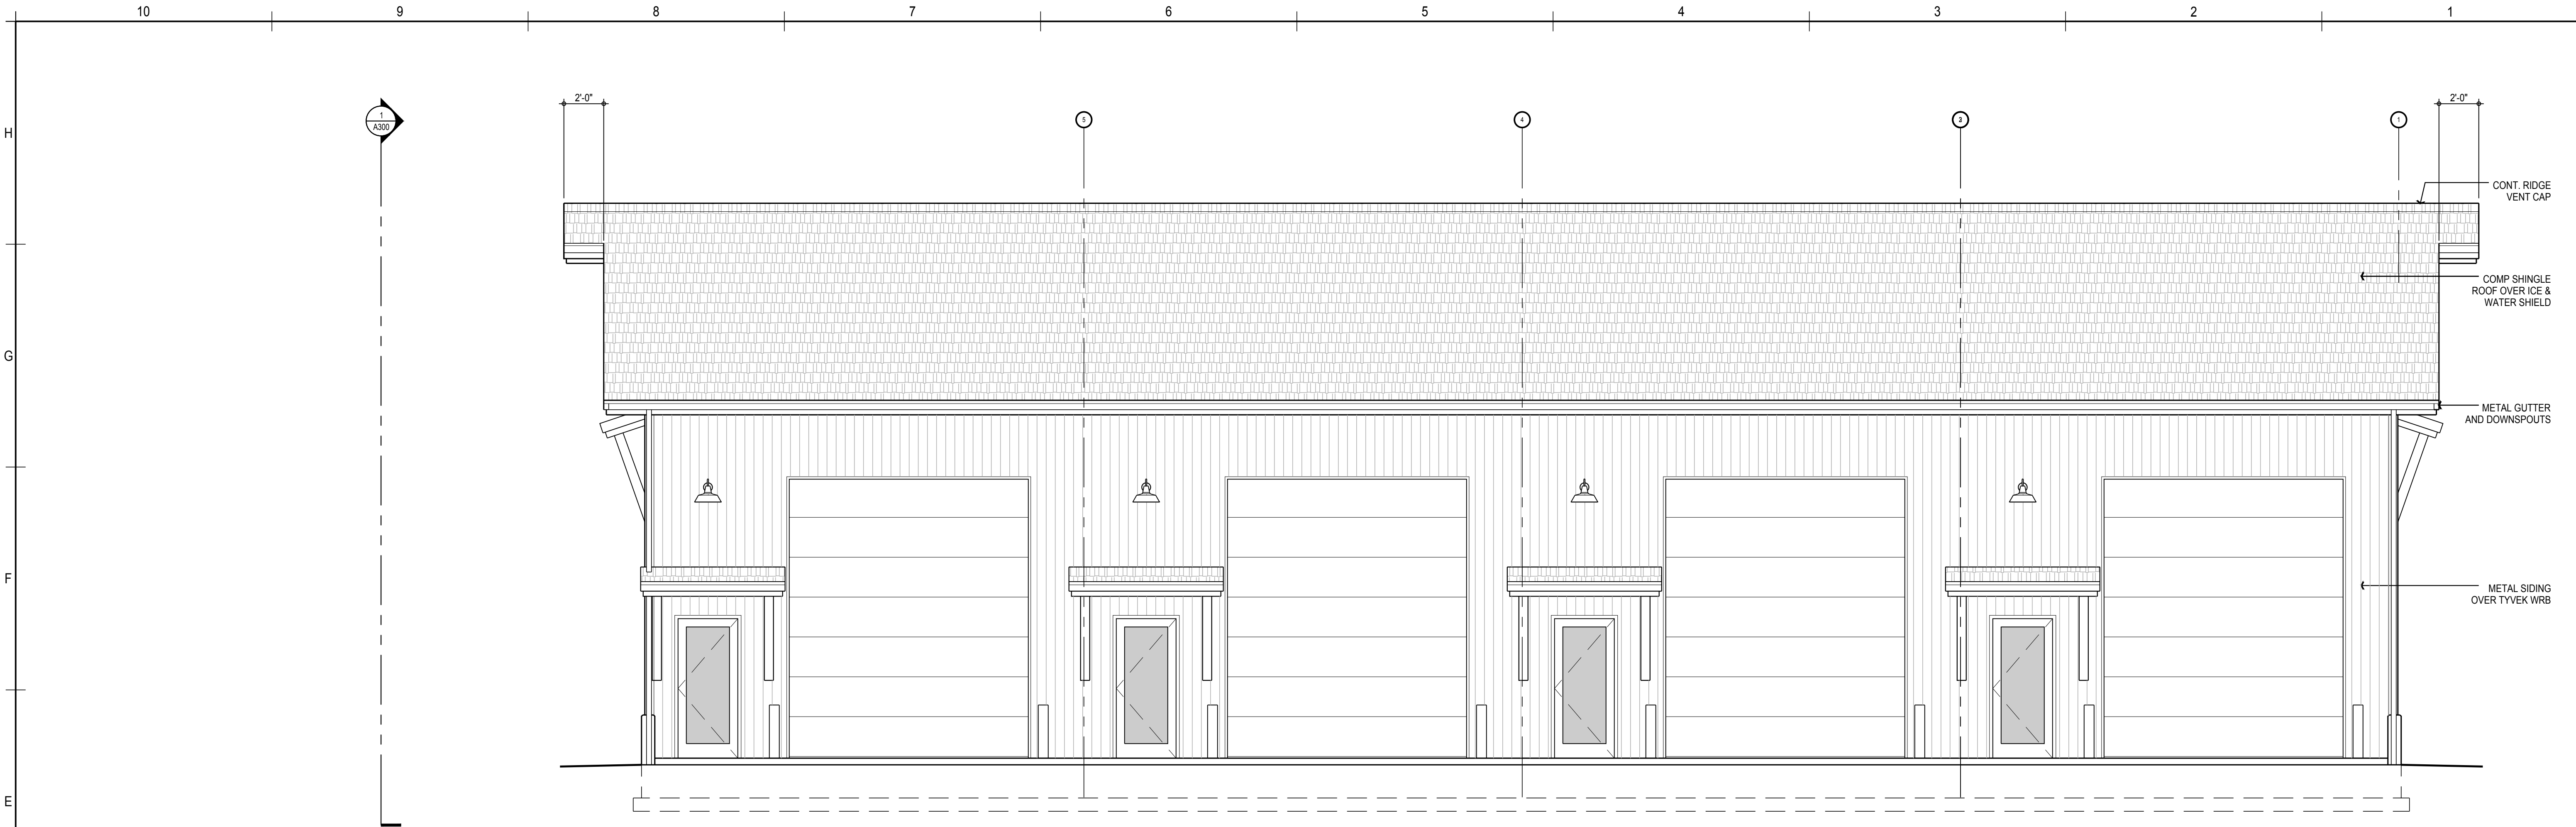 10 9 8 7 6 5 4 3 2 1
2'-0" 2'-0"
H
1
A300
5 4 1
CONT. RIDGE
VENT CAP
COMP SHINGLE
ROOF OVER ICE &
WATER SHIELD
G
METAL GUTTER
AND DOWNSPOUTS
F
METAL SIDING
OVER TYVEK WRB
E